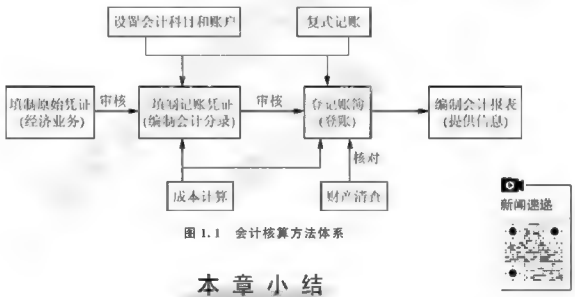 设置会计科目和账户
复式记账
填制原始凭证
(经济业务)
审核
填制记账凭证
(编制会计分录)
审核
登记账簿
(登账)
编制会计报表
(提供信息)
核对
成本计算
财产清查
图 1.1 会计核算方法体系
新闻速递
本章小结